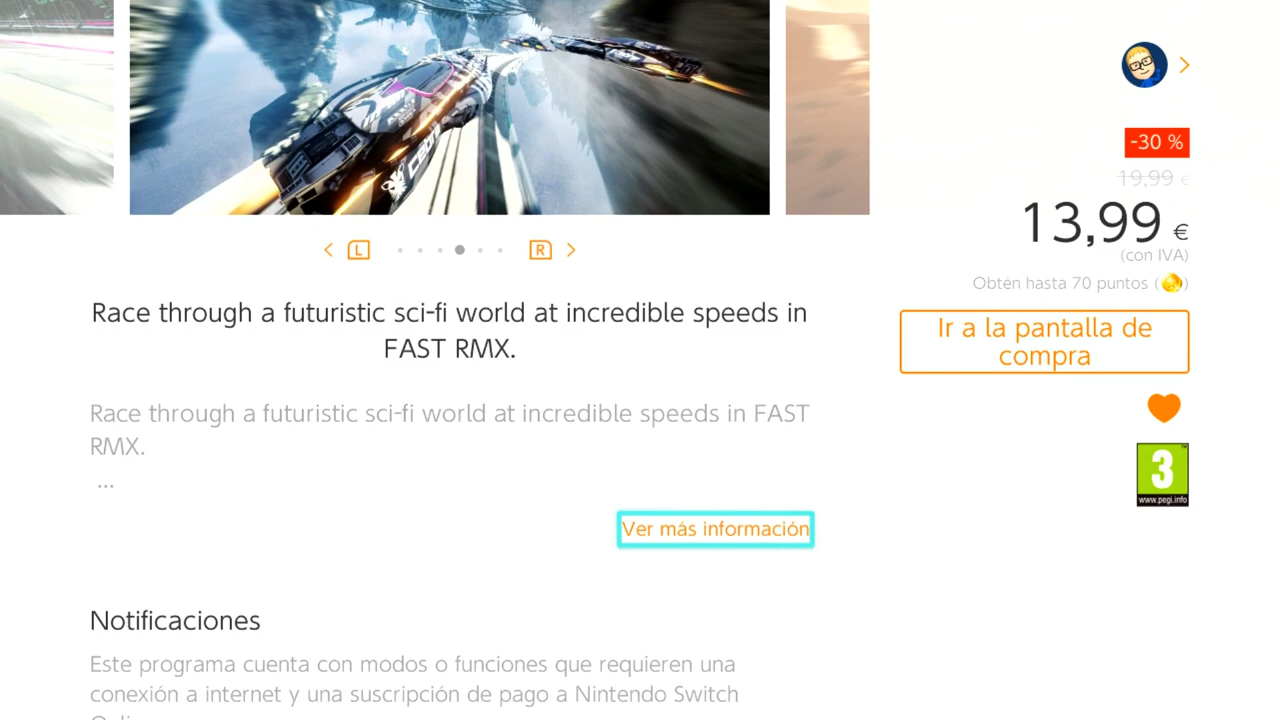 -30 %
19,99 €
13,99 €
(con IVA)
Obtén hasta 70 puntos ( )
Ir a la pantalla de
compra
L
R
Race through a futuristic sci-fi world at incredible speeds in
FAST RMX.
Race through a futuristic sci-fi world at incredible speeds in FAST
RMX.
...
Ver más información
3
www.pegi.info
Notificaciones
Este programa cuenta con modos o funciones que requieren una
conexión a internet y una suscripción de pago a Nintendo Switch